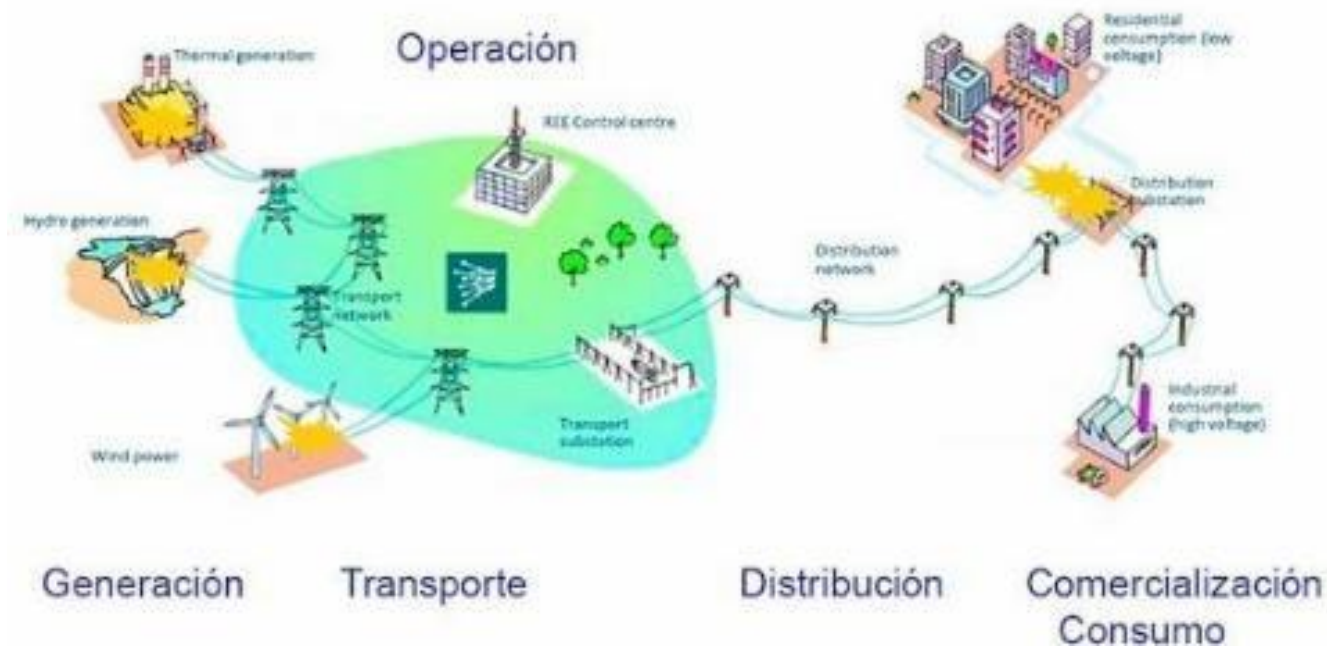 Operación
Thermal generation
REE Control centre
Residential
consumption (low
voltage)
Hydro generation
Distribution
substation
Distribution
network
Transport
network
Transport
substation
Wind power
Industrial
consumption
(high voltage)
Generación
Transporte
Distribución
Comercialización
Consumo